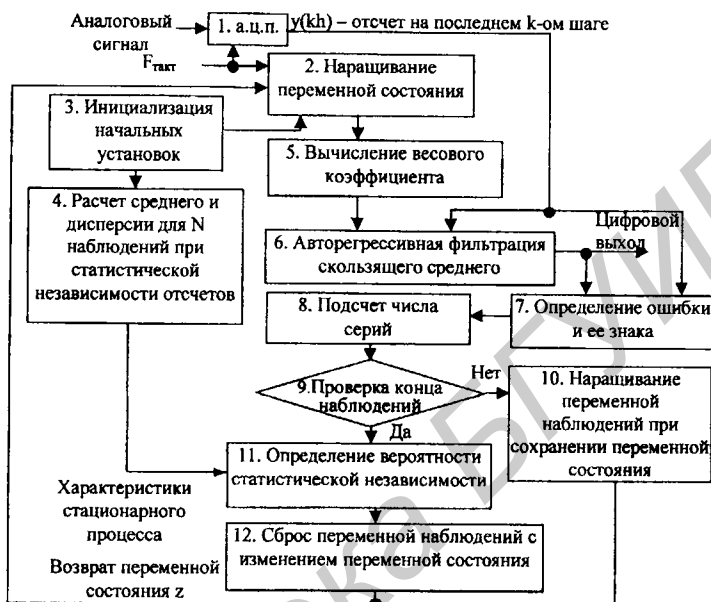 Аналоговый
сигнал
1. а.ц.п.
y(kh) – отсчет на последнем k-ом шаге
Fтакт
2. Наращивание
переменной состояния
3. Инициализация
начальных
установок
5. Вычисление весового
коэффициента
4. Расчет среднего и
дисперсии для N
наблюдений при
статистической
независимости отсчетов
Цифровой
выход
6. Авторегрессивная фильтрация
скользящего среднего
8. Подсчет числа
серий
7. Определение ошибки
и ее знака
9.Проверка конца
наблюдений
Нет
Да
10. Наращивание
переменной
наблюдений при
сохранении переменной
состояния
11. Определение вероятности
статистической независимости
Характеристики
стационарного
процесса
12. Сброс переменной наблюдений с
изменением переменной состояния
Возврат переменной
состояния z
ека БГУИ